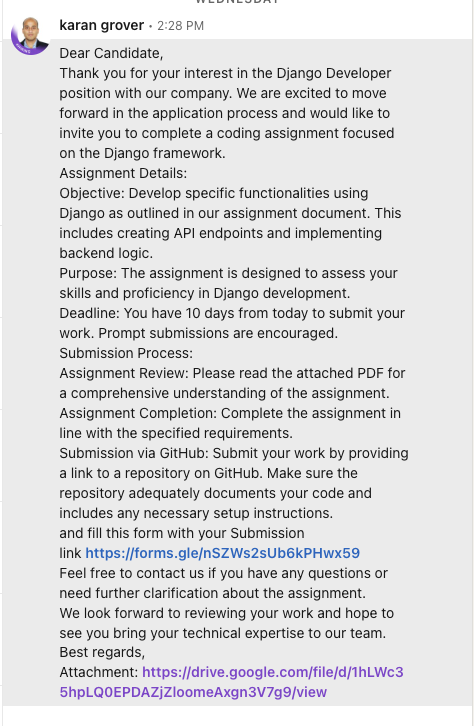 WEDNESDAY
karan grover • 2:28 PM
Dear Candidate,
Thank you for your interest in the Django Developer
position with our company. We are excited to move
forward in the application process and would like to
invite you to complete a coding assignment focused
on the Django framework.
Assignment Details:
Objective: Develop specific functionalities using
Django as outlined in our assignment document. This
includes creating API endpoints and implementing
backend logic.
Purpose: The assignment is designed to assess your
skills and proficiency in Django development.
Deadline: You have 10 days from today to submit your
work. Prompt submissions are encouraged.
Submission Process:
Assignment Review: Please read the attached PDF for
a comprehensive understanding of the assignment.
Assignment Completion: Complete the assignment in
line with the specified requirements.
Submission via GitHub: Submit your work by providing
a link to a repository on GitHub. Make sure the
repository adequately documents your code and
includes any necessary setup instructions.
and fill this form with your Submission
link https://forms.gle/nSZWs2sUb6kPHwx59
Feel free to contact us if you have any questions or
need further clarification about the assignment.
We look forward to reviewing your work and hope to
see you bring your technical expertise to our team.
Best regards,
Attachment: https://drive.google.com/file/d/1hLWc3
5hpLQ0EPDAZjZloomeAxgn3V7g9/view